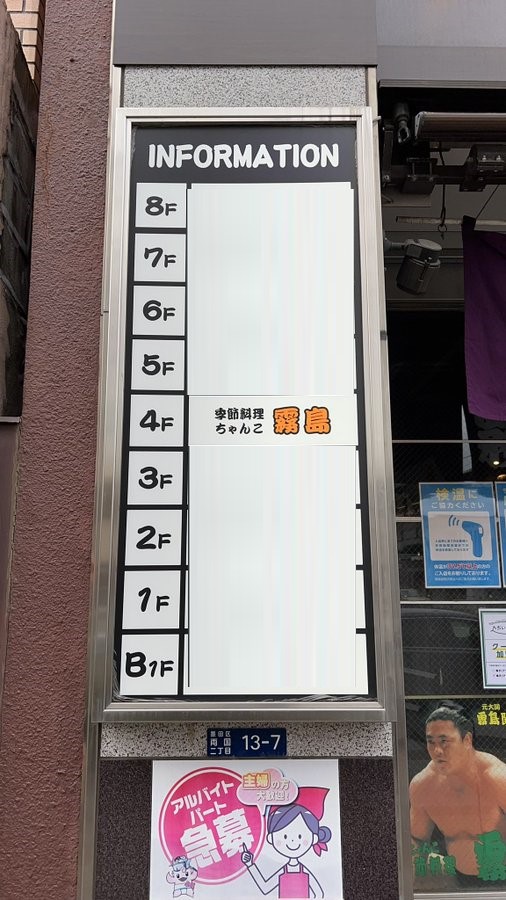 INFORMATION
8F
7F
6F
5F
4F 季節料理 ちゃんこ 霧島
3F
2F
1F
B1F
検温に
ご協力ください
墨田区
両国
二丁目
13-7
アルバイト
パート
急募
主婦の方
大歓迎!
元大関
霧